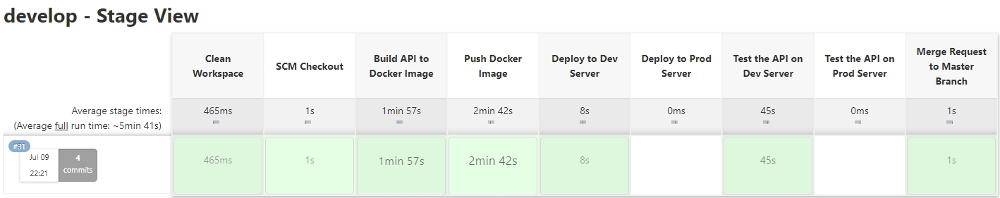 develop - Stage View
Clean
Workspace
SCM Checkout
Build API to
Docker Image
Push Docker
Image
Deploy to Dev
Server
Deploy to Prod
Server
Test the API on
Dev Server
Test the API on
Prod Server
Merge Request
to Master
Branch
Average stage times:
(Average full run time: ~5min 41s)
465ms
1s
1min 57s
2min 42s
8s
0ms
45s
0ms
1s
#31
Jul 09
22:21
4
commits
465ms
1s
1min 57s
2min 42s
8s
45s
1s